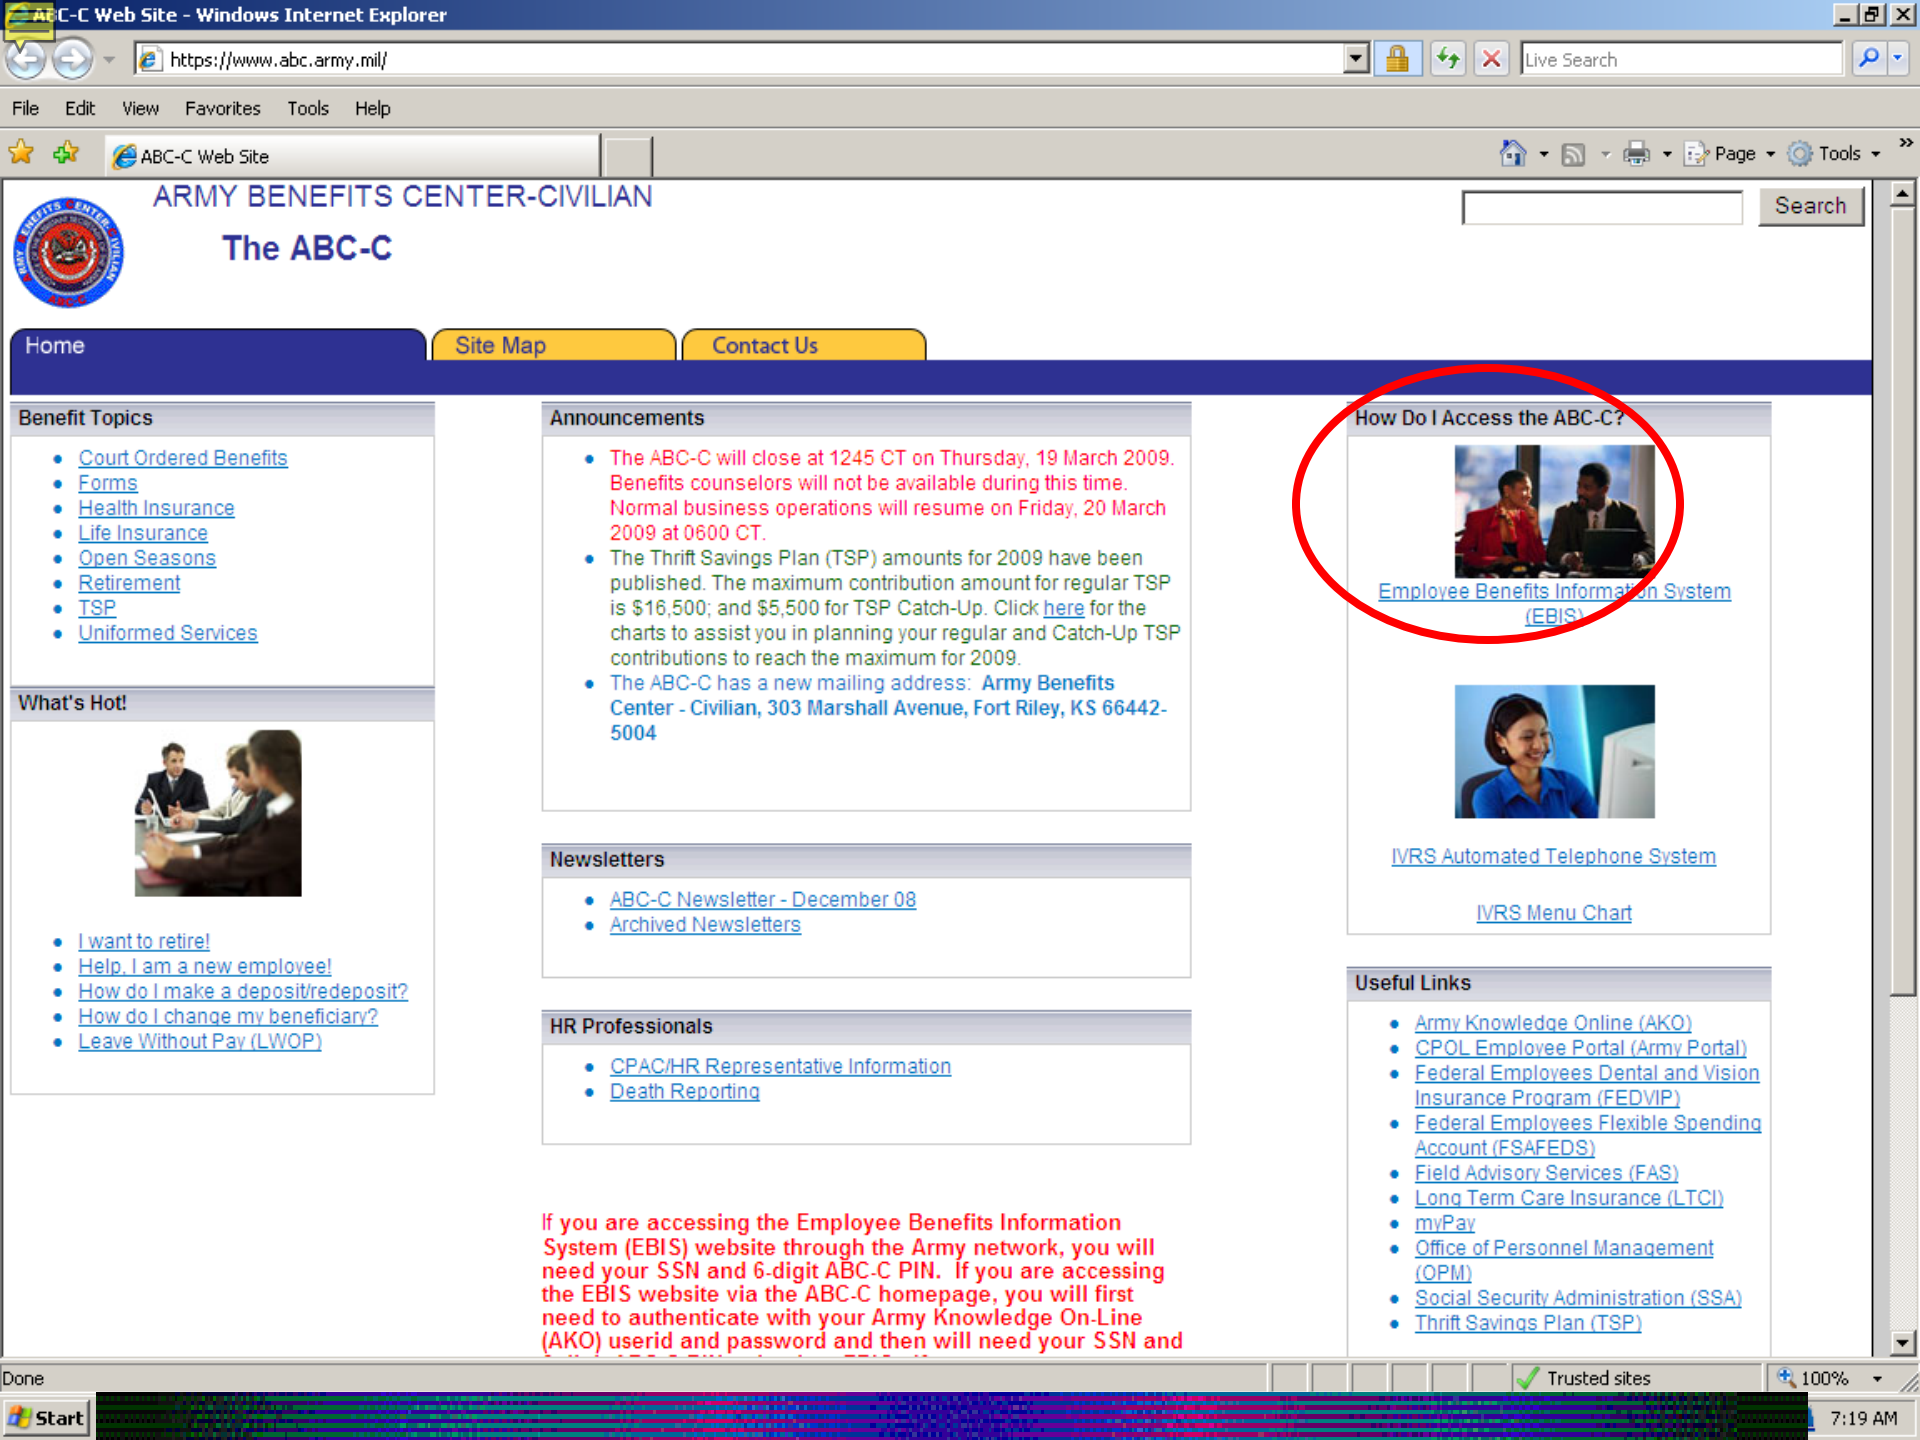 ABC-C Web Site - Windows Internet Explorer
https://www.abc.army.mil/
Live Search
File Edit View Favorites Tools Help
ABC-C Web Site
Page Tools
ARMY BENEFITS CENTER-CIVILIAN
The ABC-C
Search
Home Site Map Contact Us
Benefit Topics
Court Ordered Benefits
Forms
Health Insurance
Life Insurance
Open Seasons
Retirement
TSP
Uniformed Services
What's Hot!
I want to retire!
Help, I am a new employee!
How do I make a deposit/redeposit?
How do I change my beneficiary?
Leave Without Pay (LWOP)
Announcements
The ABC-C will close at 1245 CT on Thursday, 19 March 2009.
Benefits counselors will not be available during this time.
Normal business operations will resume on Friday, 20 March
2009 at 0600 CT.
The Thrift Savings Plan (TSP) amounts for 2009 have been
published. The maximum contribution amount for regular TSP
is $16,500; and $5,500 for TSP Catch-Up. Click here for the
charts to assist you in planning your regular and Catch-Up TSP
contributions to reach the maximum for 2009.
The ABC-C has a new mailing address: Army Benefits
Center - Civilian, 303 Marshall Avenue, Fort Riley, KS 66442-
5004
Newsletters
ABC-C Newsletter - December 08
Archived Newsletters
HR Professionals
CPAC/HR Representative Information
Death Reporting
If you are accessing the Employee Benefits Information
System (EBIS) website through the Army network, you will
need your SSN and 6-digit ABC-C PIN. If you are accessing
the EBIS website via the ABC-C homepage, you will first
need to authenticate with your Army Knowledge On-Line
(AKO) userid and password and then will need your SSN and
How Do I Access the ABC-C?
Employee Benefits Information System
(EBIS)
IVRS Automated Telephone System
IVRS Menu Chart
Useful Links
Army Knowledge Online (AKO)
CPOL Employee Portal (Army Portal)
Federal Employees Dental and Vision
Insurance Program (FEDVIP)
Federal Employees Flexible Spending
Account (FSAFEDS)
Field Advisory Services (FAS)
Long Term Care Insurance (LTCI)
myPay
Office of Personnel Management
(OPM)
Social Security Administration (SSA)
Thrift Savings Plan (TSP)
Done
Trusted sites
100%
Start
7:19 AM